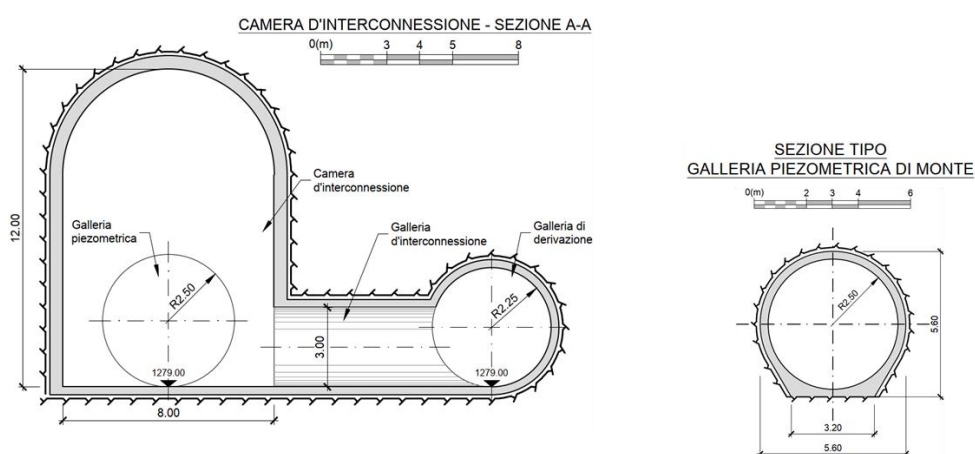 CAMERA D'INTERCONNESSIONE - SEZIONE A-A
0(m) 3 4 5 8
12.00
Camera
d'interconnessione
Galleria
piezometrica
Galleria
d'interconnessione
Galleria di
derivazione
R2.50
R2.25
3.00
1279.00
1279.00
8.00
SEZIONE TIPO
GALLERIA PIEZOMETRICA DI MONTE
0(m) 2 3 4 6
R2.50
5.60
3.20
5.60